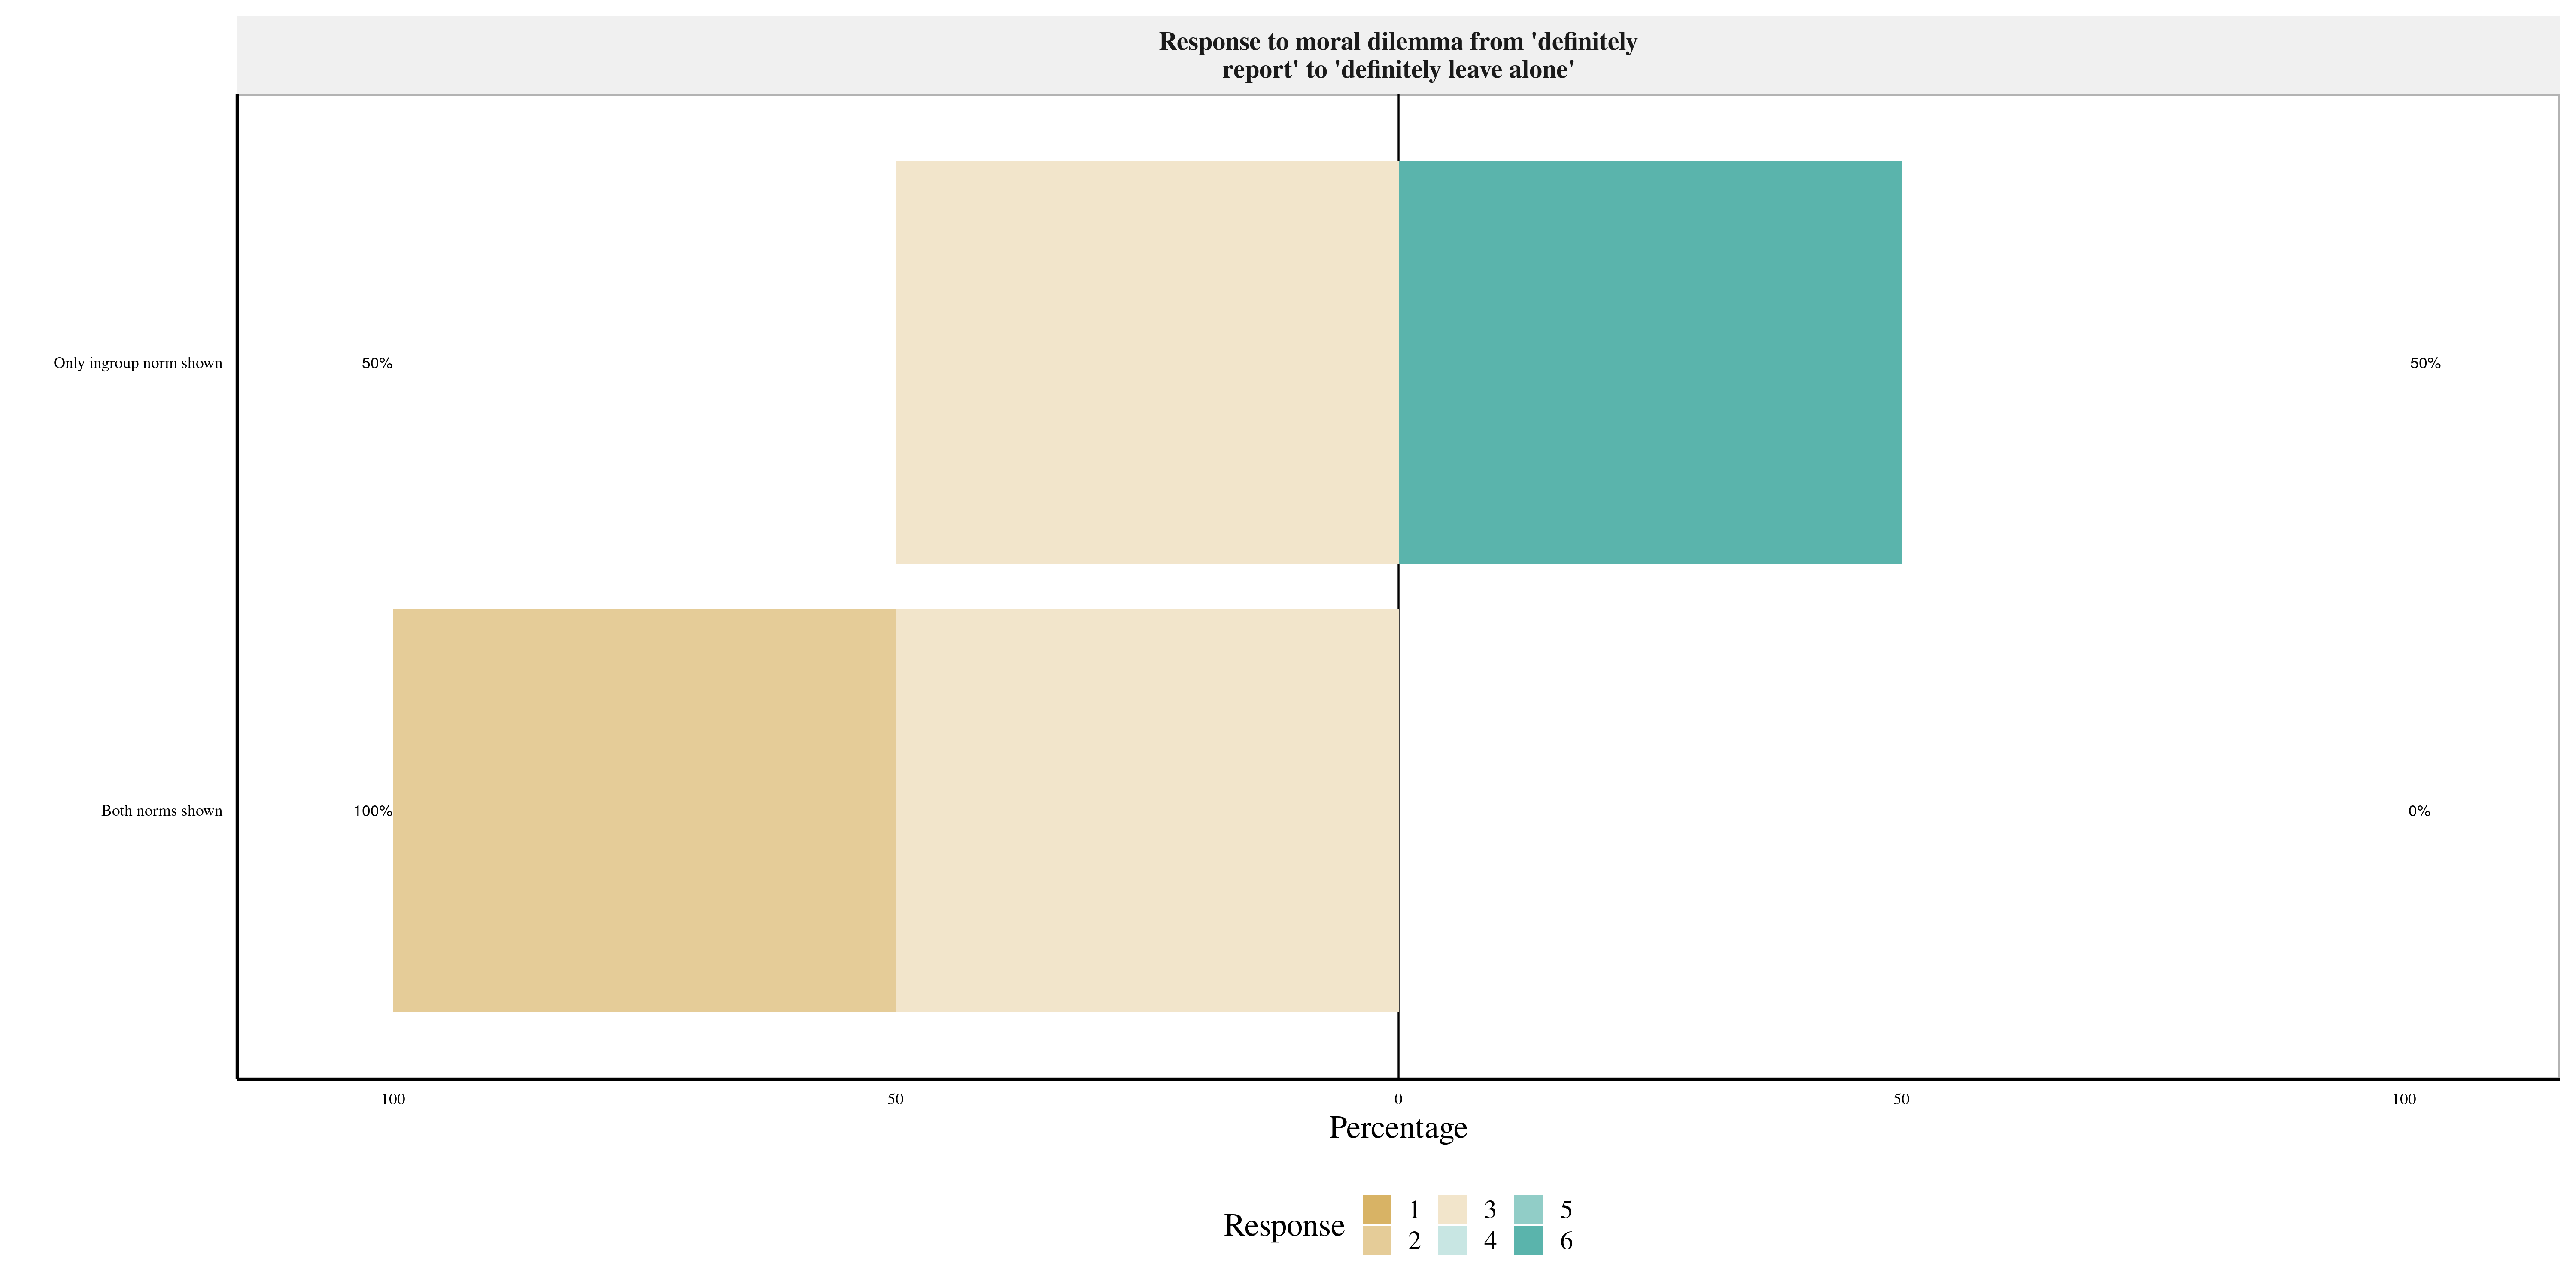 Response to moral dilemma from 'definitely
report' to 'definitely leave alone'
Only ingroup norm shown
50%
50%
Both norms shown
100%
0%
100
50
0
50
100
Percentage
Response
1
3
5
2
4
6